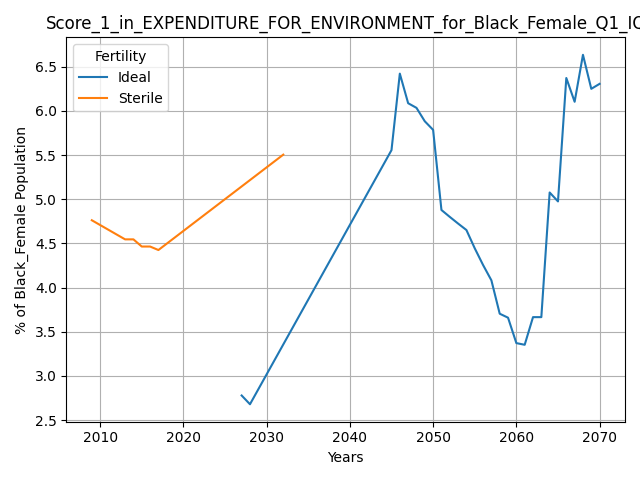 Score_1_in_EXPENDITURE_FOR_ENVIRONMENT_for_Black_Female_Q1_IC
Fertility
Ideal
Sterile
% of Black_Female Population
6.5
6.0
5.5
5.0
4.5
4.0
3.5
3.0
2.5
2010 2020 2030 2040 2050 2060 2070
Years